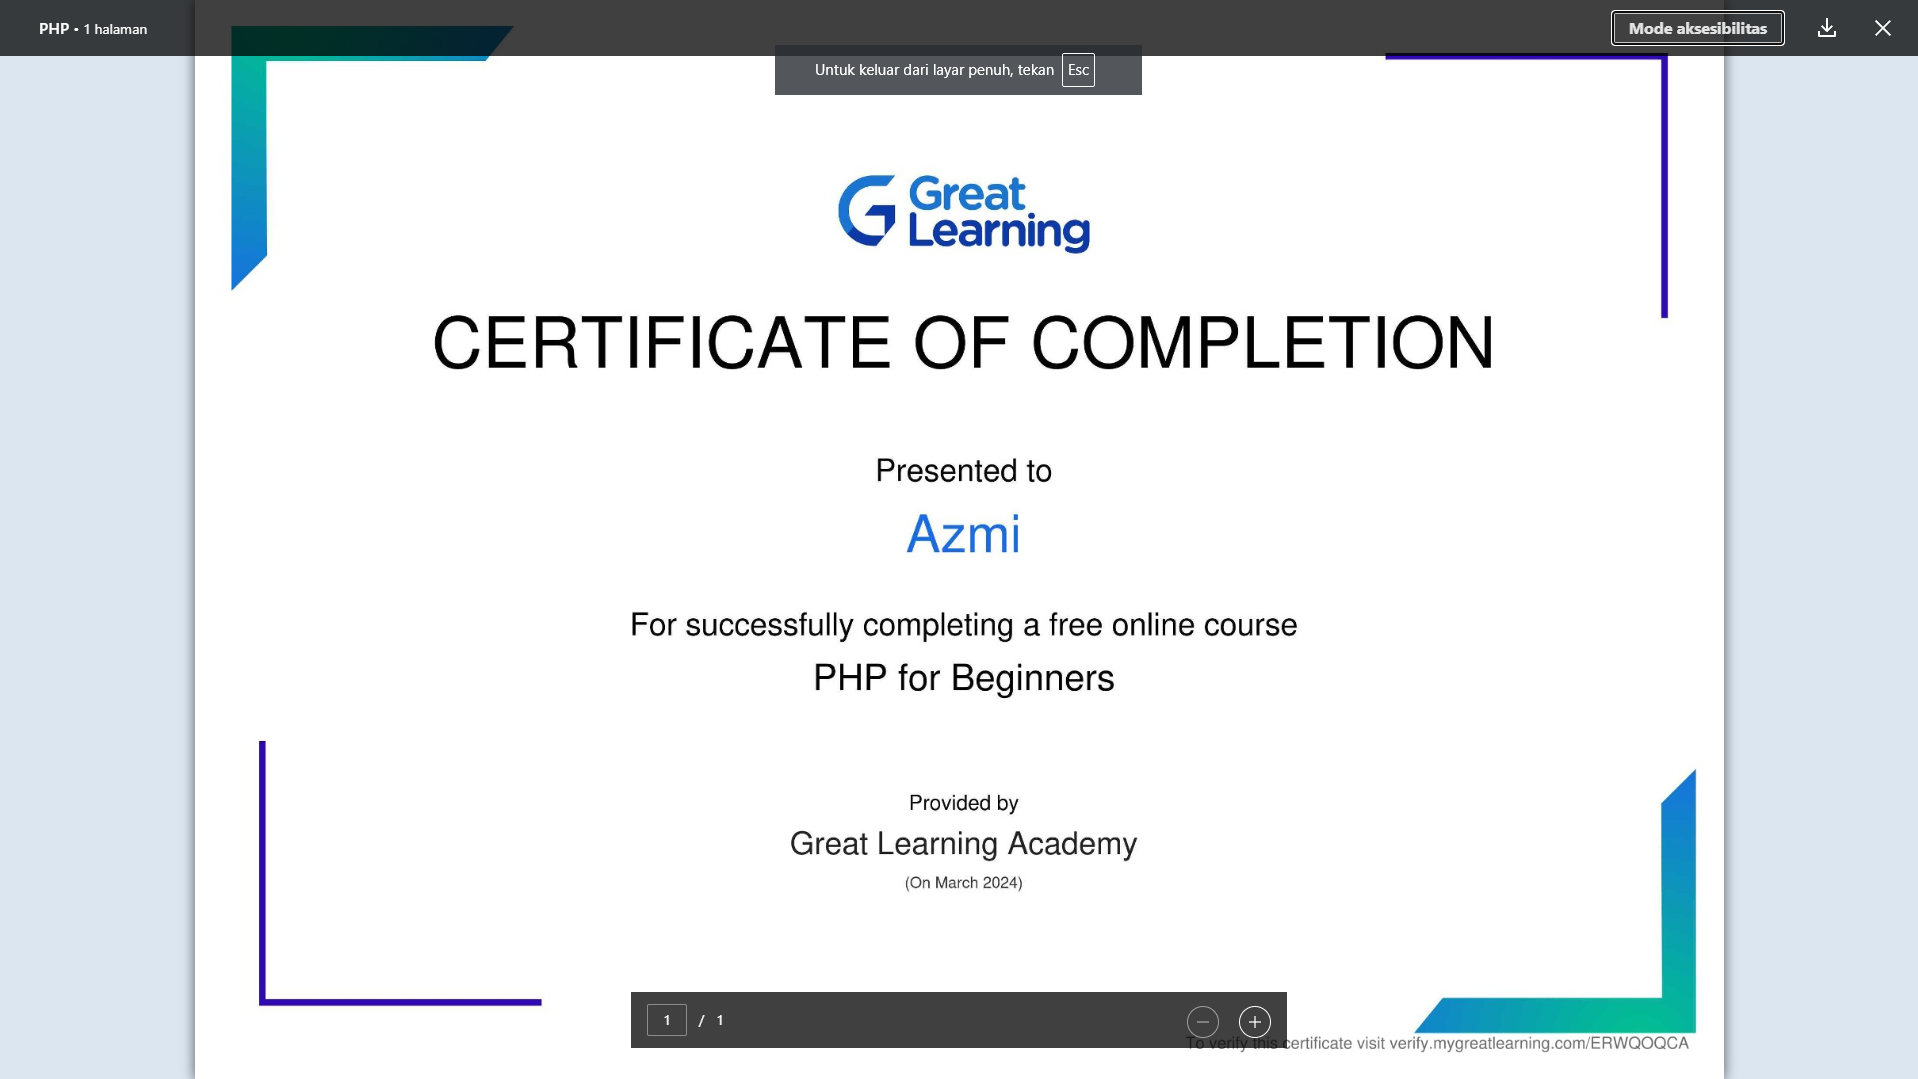 PHP • 1 halaman
Mode aksesibilitas
Untuk keluar dari layar penuh, tekan Esc
Great
Learning
CERTIFICATE OF COMPLETION
Presented to
Azmi
For successfully completing a free online course
PHP for Beginners
Provided by
Great Learning Academy
(On March 2024)
1 / 1
To verify this certificate visit verify.mygreatlearning.com/ERWQOQCA